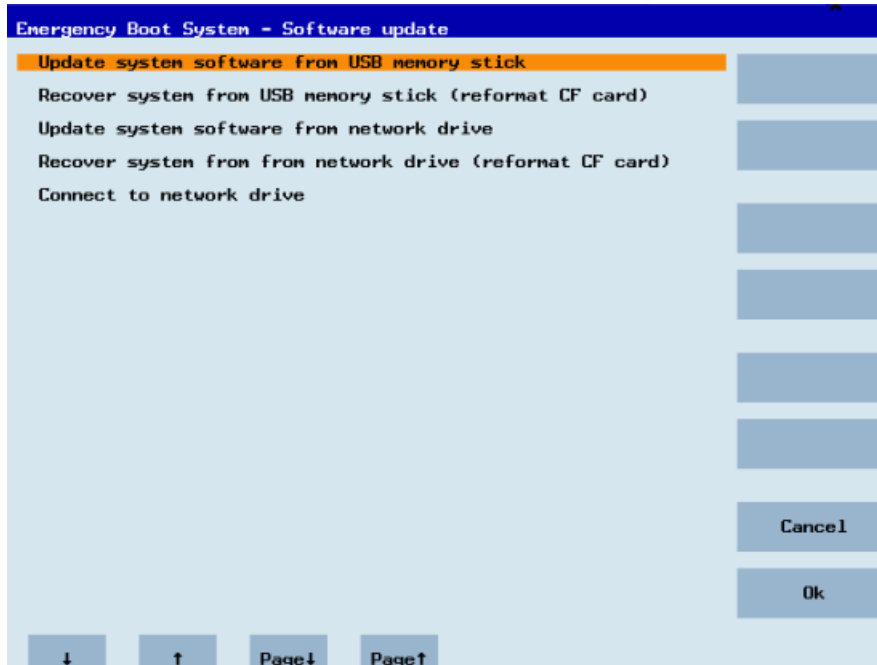 Emergency Boot System - Software update
Update system software from USB memory stick
Recover system from USB memory stick (reformat CF card)
Update system software from network drive
Recover system from from network drive (reformat CF card)
Connect to network drive
Cancel
Ok
↓ ↑ Page↓ Page↑